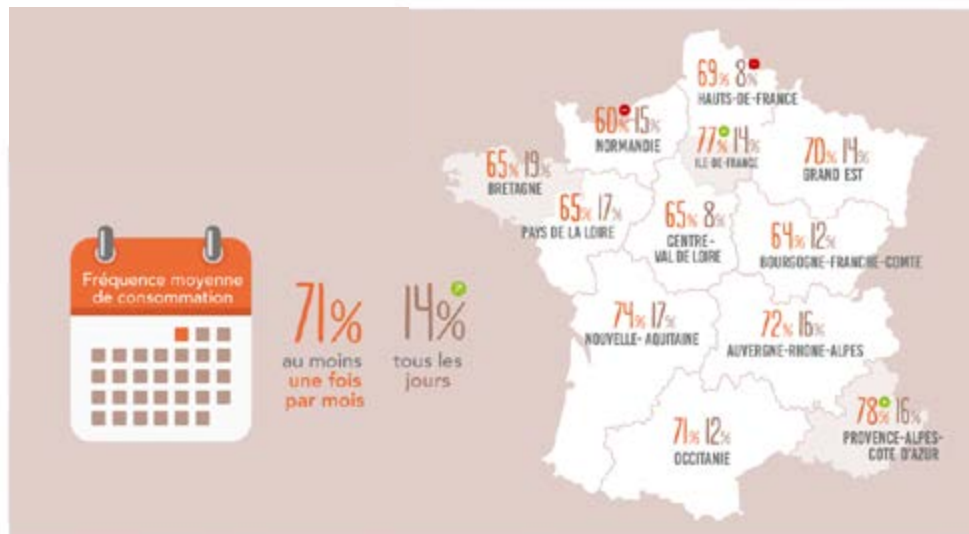 69% 8%
HAUTS-DE-FRANCE
60% 15%
NORMANDIE
77% 14%
ILE-DE-FRANCE
70% 14%
GRAND EST
65% 19%
BRETAGNE
65% 17%
PAYS DE LA LOIRE
65% 8%
CENTRE-
VAL DE LOIRE
64% 12%
BOURGOGNE-FRANCHE-COMTE
Fréquence moyenne
de consommation
71%
au moins
une fois
par mois
14%
tous les
jours
74% 17%
NOUVELLE- AQUITAINE
72% 16%
AUVERGNE-RHONE-ALPES
71% 12%
OCCITANIE
78% 16%
PROVENCE-ALPES-
COTE D'AZUR